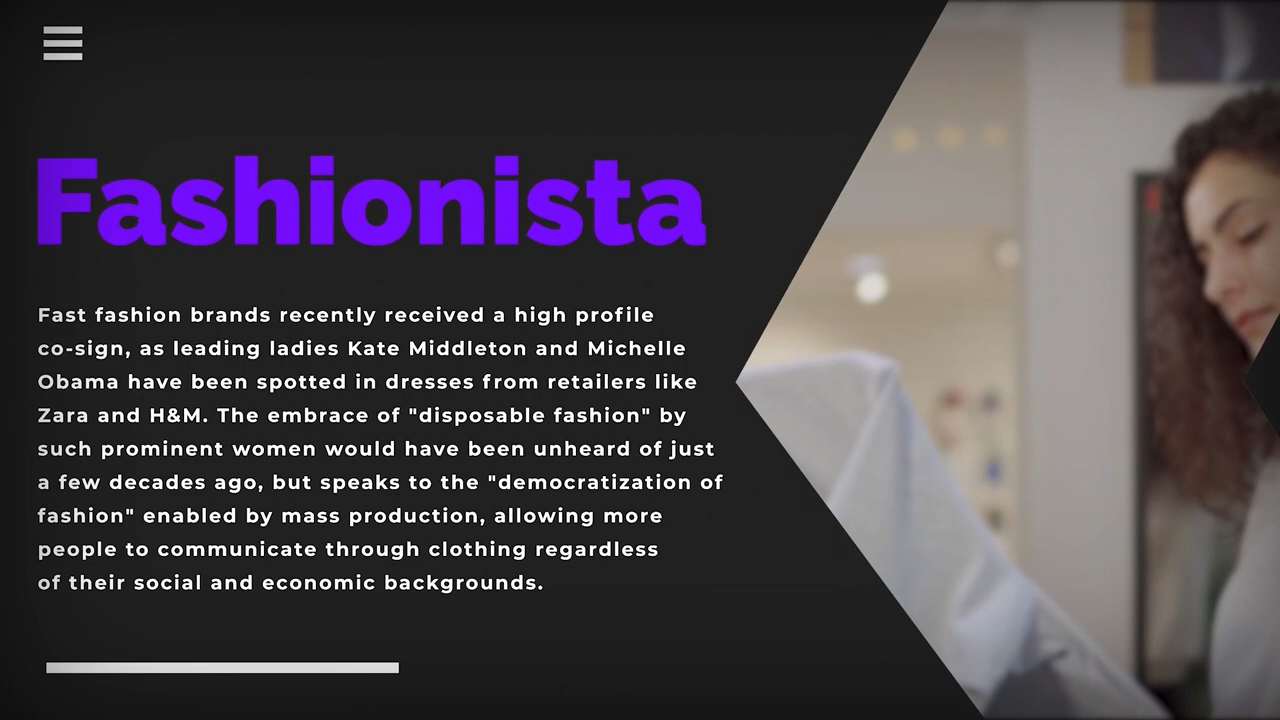 Fashionista
Fast fashion brands recently received a high profile
co-sign, as leading ladies Kate Middleton and Michelle
Obama have been spotted in dresses from retailers like
Zara and H&M. The embrace of "disposable fashion" by
such prominent women would have been unheard of just
a few decades ago, but speaks to the "democratization of
fashion" enabled by mass production, allowing more
people to communicate through clothing regardless
of their social and economic backgrounds.